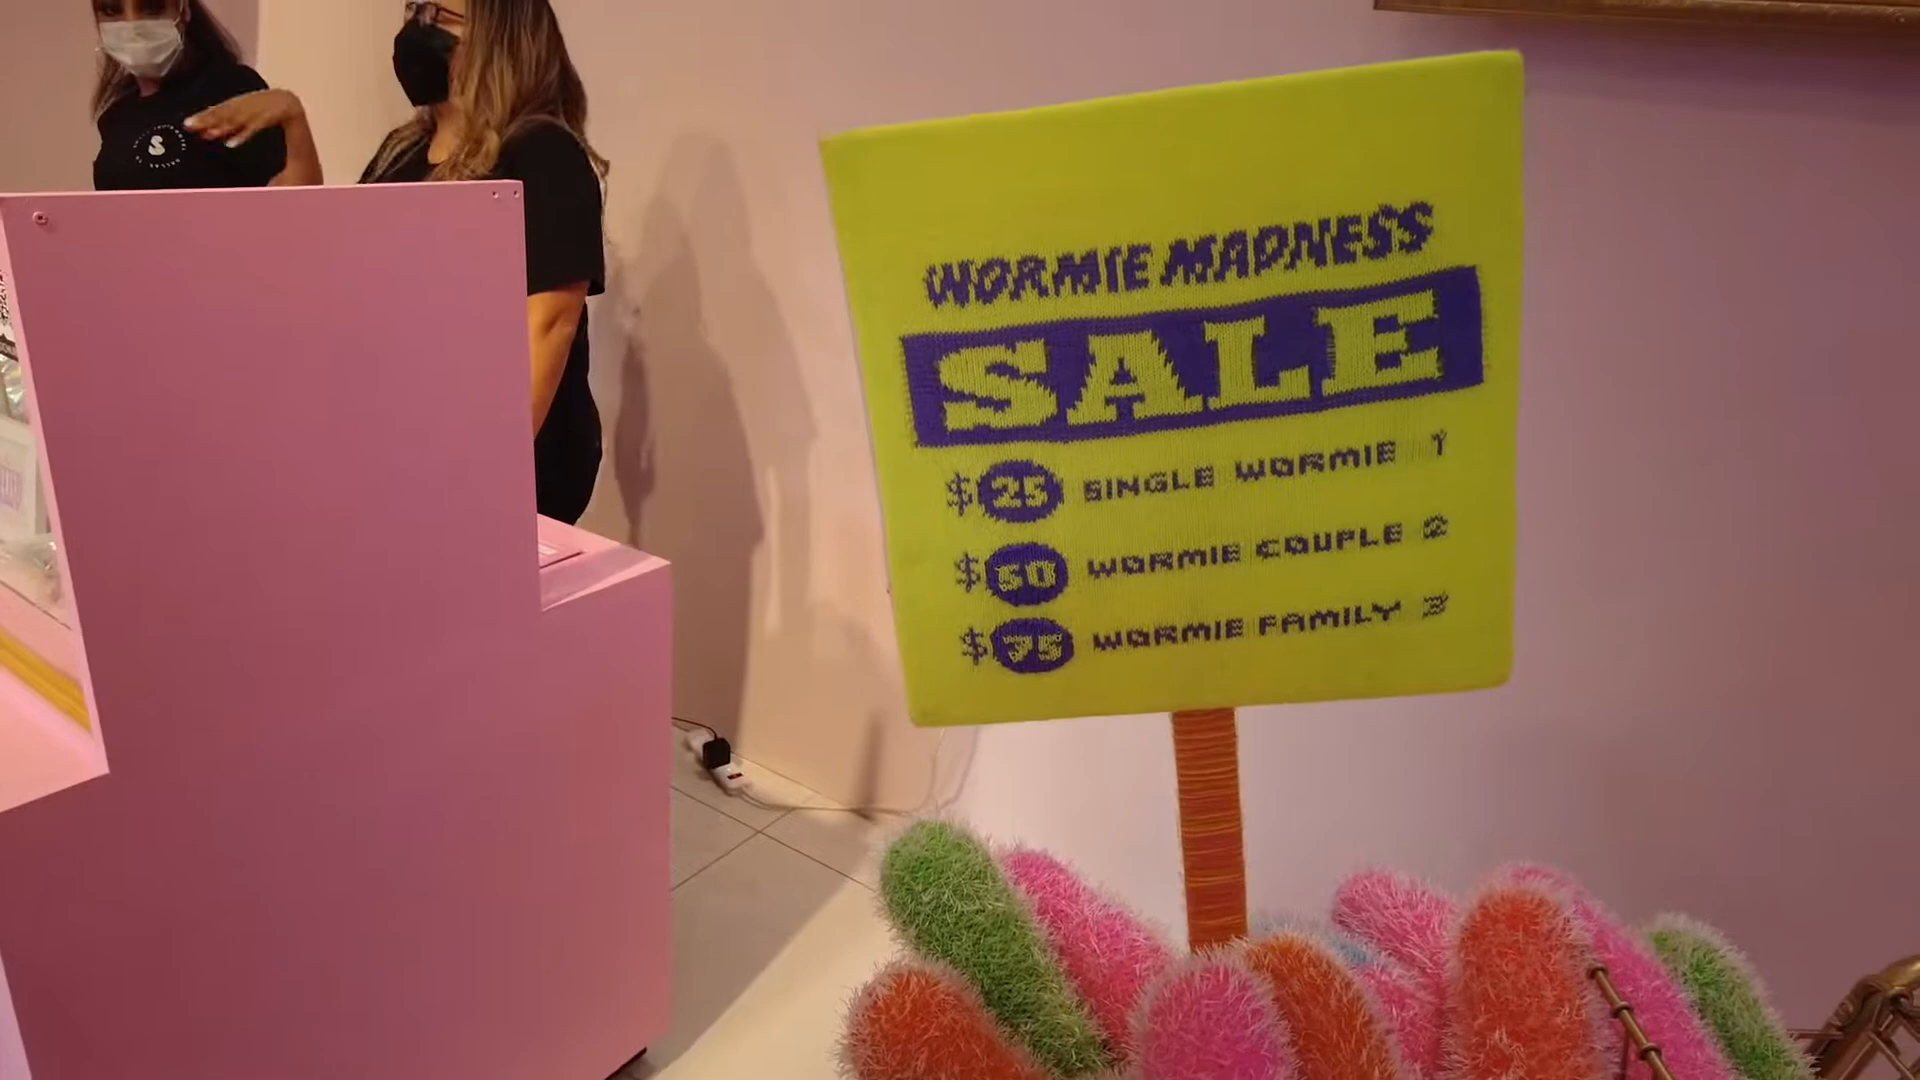 WORMIE MADNESS
SALE
$25 SINGLE WORMIE 1
$50 WORMIE COUPLE 2
$75 WORMIE FAMILY 3
S